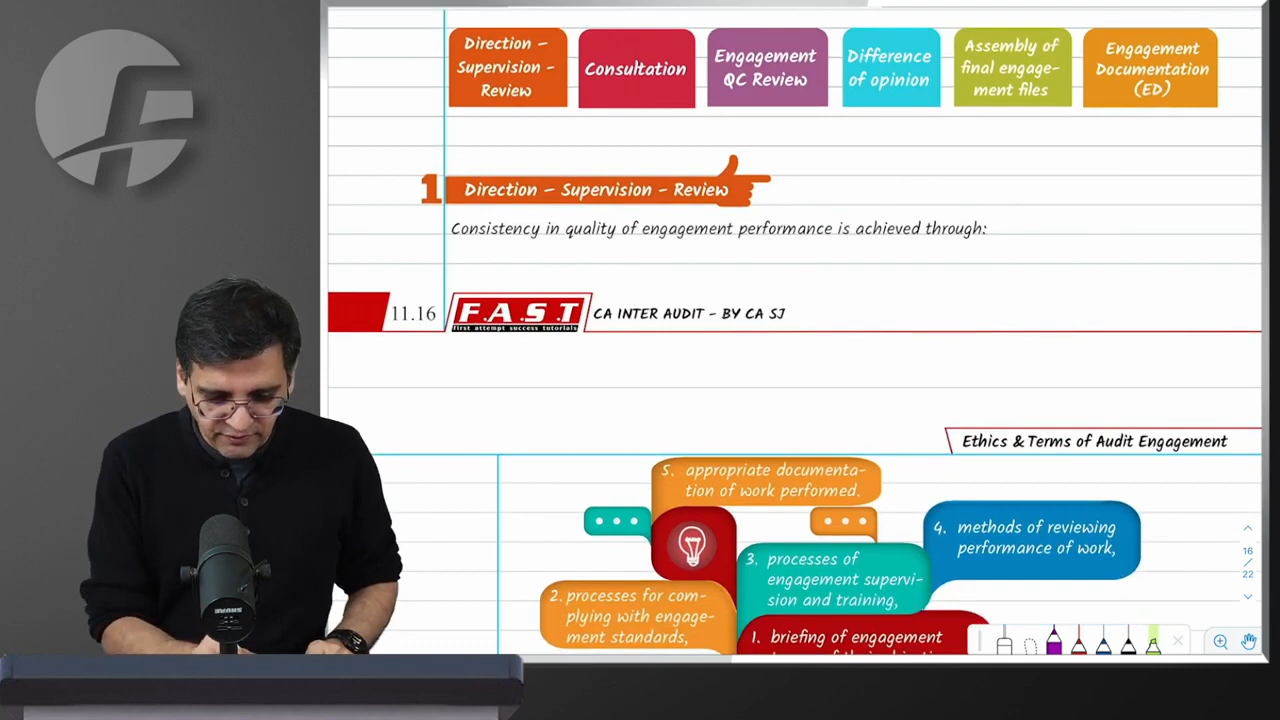 Direction –
Supervision -
Review
Consultation
Engagement
QC Review
Difference
of opinion
Assembly of
final engage-
ment files
Engagement
Documentation
(ED)
1 Direction – Supervision - Review
Consistency in quality of engagement performance is achieved through:
11.16
F.A.S.T
first attempt success tutorials
CA INTER AUDIT - BY CA SJ
Ethics & Terms of Audit Engagement
5. appropriate documenta-
tion of work performed.
4. methods of reviewing
performance of work,
3. processes of
engagement supervi-
sion and training,
2. processes for com-
plying with engage-
ment standards,
1. briefing of engagement
16
/
22